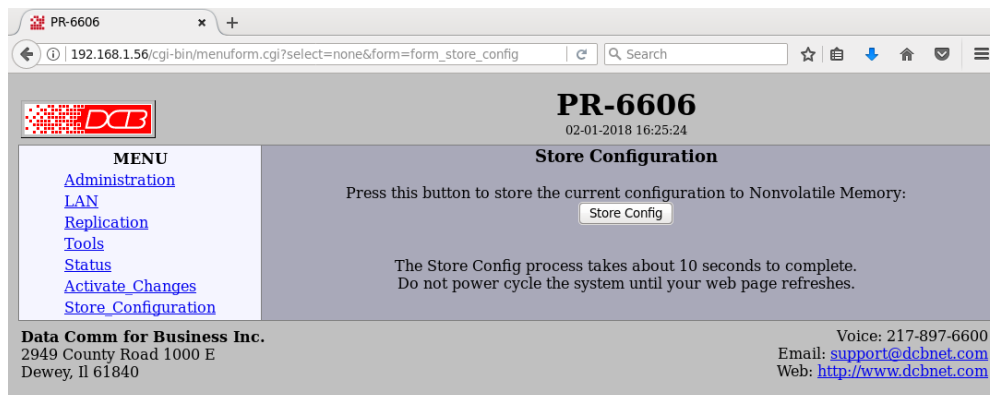 PR-6606
192.168.1.56/cgi-bin/menuform.cgi?select=none&form=form_store_config
Search
DCB
PR-6606
02-01-2018 16:25:24
MENU
Administration
LAN
Replication
Tools
Status
Activate_Changes
Store_Configuration
Store Configuration
Press this button to store the current configuration to Nonvolatile Memory:
Store Config
The Store Config process takes about 10 seconds to complete.
Do not power cycle the system until your web page refreshes.
Data Comm for Business Inc.
2949 County Road 1000 E
Dewey, Il 61840
Voice: 217-897-6600
Email: support@dcbnet.com
Web: http://www.dcbnet.com